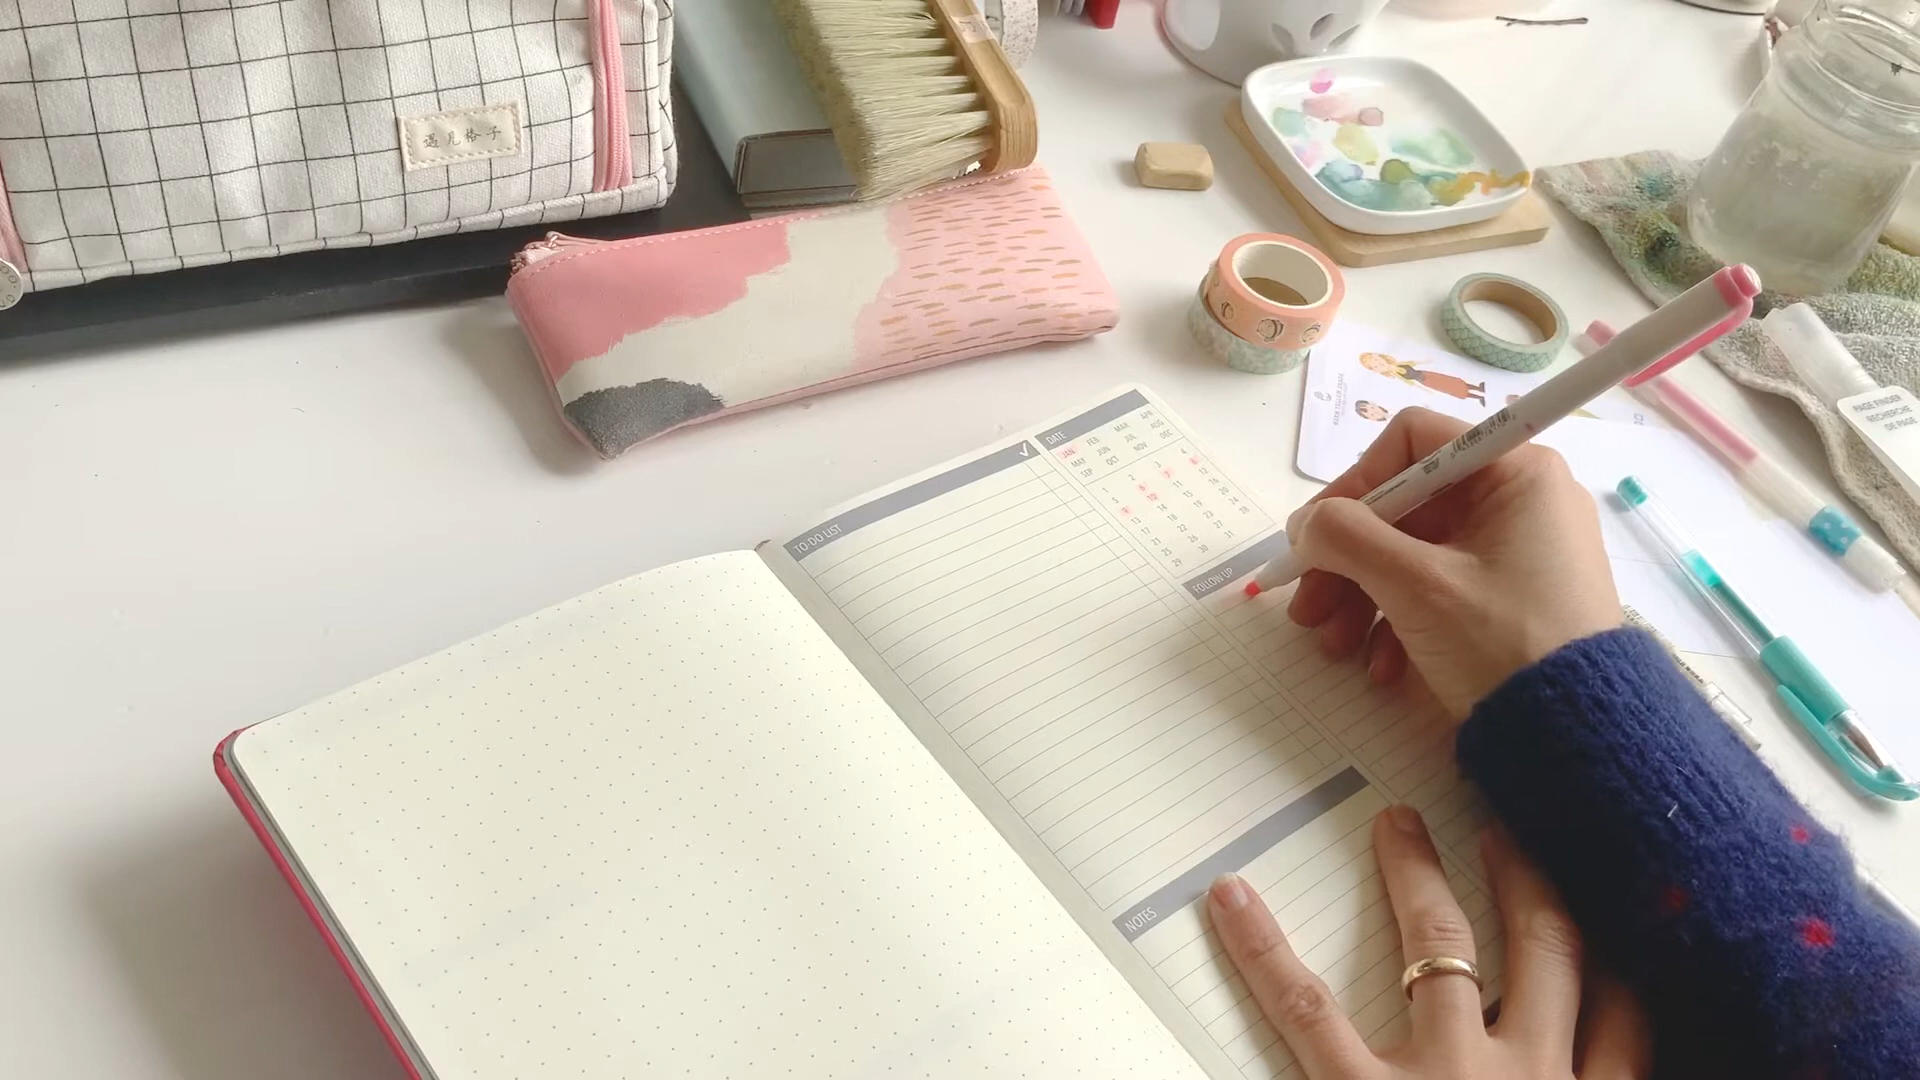 遇见格子
TO-DO LIST ✓
DATE
JAN FEB MAR APR
MAY JUN JUL AUG
SEP OCT NOV DEC
1 2 3 4
5 6 7 8
9 10 11 12
13 14 15 16
17 18 19 20
21 22 23 24
25 26 27 28
29 30 31
FOLLOW UP
NOTES
PAGE FINDER
RECHERCHE
DE PAGE